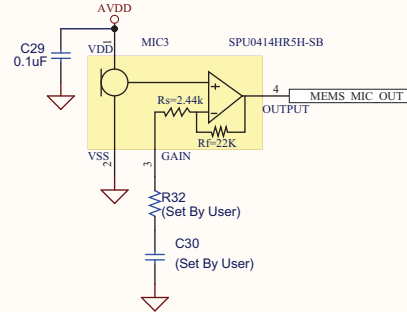 AVDD
C29
0.1uF
VDD
1
MIC3
SPU0414HR5H-SB
Rs=2.44k
4
MEMS_MIC_OUT
OUTPUT
Rf=22K
VSS
2
3
GAIN
R32
(Set By User)
C30
(Set By User)